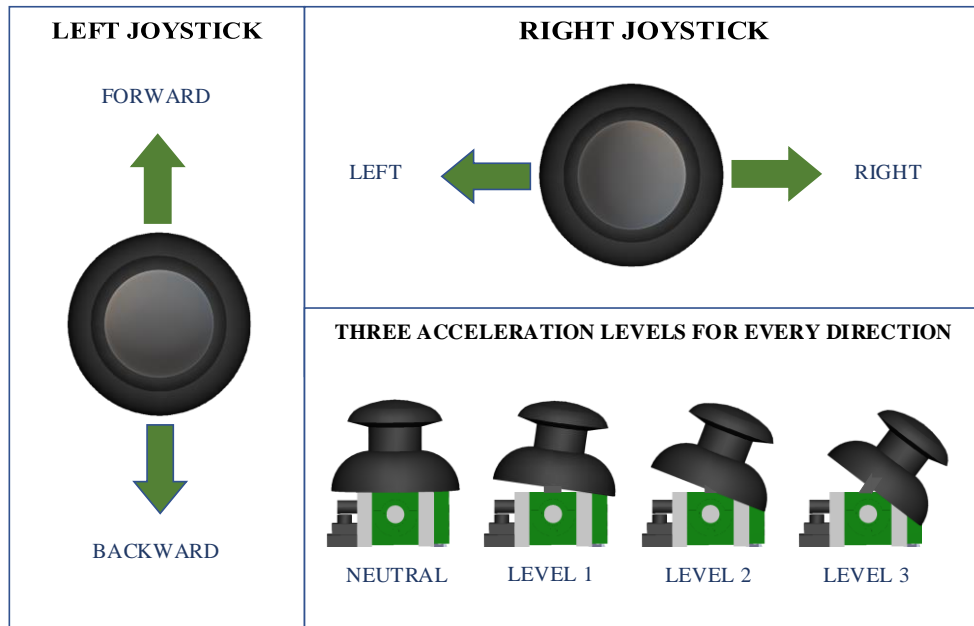 LEFT JOYSTICK
FORWARD
BACKWARD
RIGHT JOYSTICK
LEFT
RIGHT
THREE ACCELERATION LEVELS FOR EVERY DIRECTION
NEUTRAL
LEVEL 1
LEVEL 2
LEVEL 3